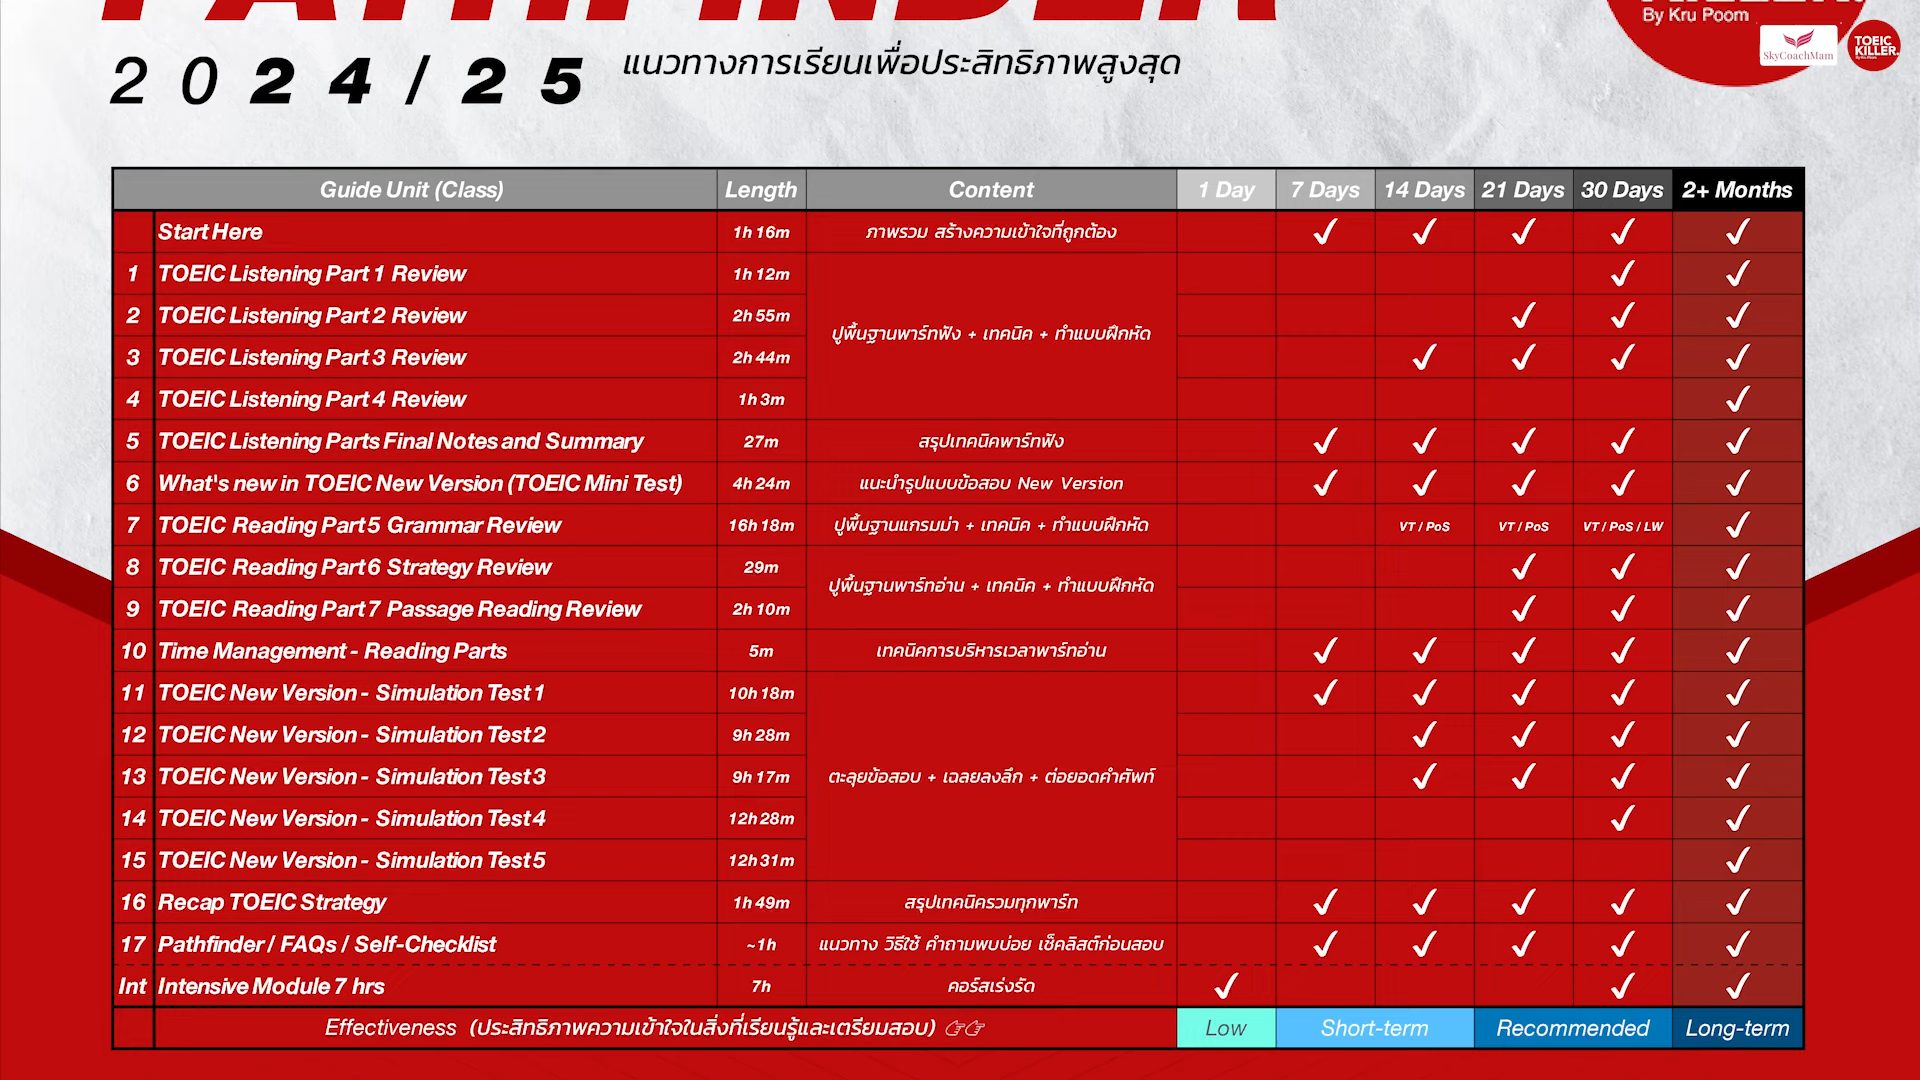 PATHFINDER
By Kru Poom
SkyCoachMam
TOEIC
KILLER.
2024/25
แนวทางการเรียนเพื่อประสิทธิภาพสูงสุด
Guide Unit (Class) Length Content 1 Day 7 Days 14 Days 21 Days 30 Days 2+ Months
Start Here 1h 16m ภาพรวม สร้างความเข้าใจที่ถูกต้อง ✓ ✓ ✓ ✓ ✓
1 TOEIC Listening Part 1 Review 1h 12m ✓ ✓
2 TOEIC Listening Part 2 Review 2h 55m ✓ ✓ ✓
ปูพื้นฐานพาร์ทฟัง + เทคนิค + ทำแบบฝึกหัด
3 TOEIC Listening Part 3 Review 2h 44m ✓ ✓ ✓ ✓
4 TOEIC Listening Part 4 Review 1h 3m ✓
5 TOEIC Listening Parts Final Notes and Summary 27m สรุปเทคนิคพาร์ทฟัง ✓ ✓ ✓ ✓ ✓
6 What's new in TOEIC New Version (TOEIC Mini Test) 4h 24m แนะนำรูปแบบข้อสอบ New Version ✓ ✓ ✓ ✓ ✓
7 TOEIC Reading Part 5 Grammar Review 16h 18m ปูพื้นฐานแกรมม่า + เทคนิค + ทำแบบฝึกหัด VT / PoS VT / PoS VT / PoS / LW ✓
8 TOEIC Reading Part 6 Strategy Review 29m ✓ ✓ ✓
ปูพื้นฐานพาร์ทอ่าน + เทคนิค + ทำแบบฝึกหัด
9 TOEIC Reading Part 7 Passage Reading Review 2h 10m ✓ ✓ ✓
10 Time Management - Reading Parts 5m เทคนิคการบริหารเวลาพาร์ทอ่าน ✓ ✓ ✓ ✓ ✓
11 TOEIC New Version - Simulation Test 1 10h 18m ✓ ✓ ✓ ✓ ✓
12 TOEIC New Version - Simulation Test 2 9h 28m ✓ ✓ ✓ ✓
13 TOEIC New Version - Simulation Test 3 9h 17m ตะลุยข้อสอบ + เฉลยลงลึก + ต่อยอดคำศัพท์ ✓ ✓ ✓ ✓
14 TOEIC New Version - Simulation Test 4 12h 28m ✓ ✓
15 TOEIC New Version - Simulation Test 5 12h 31m ✓
16 Recap TOEIC Strategy 1h 49m สรุปเทคนิครวมทุกพาร์ท ✓ ✓ ✓ ✓ ✓
17 Pathfinder / FAQs / Self-Checklist ~1h แนวทาง วิธีใช้ คำถามพบบ่อย เช็คลิสต์ก่อนสอบ ✓ ✓ ✓ ✓ ✓
Int Intensive Module 7 hrs 7h คอร์สเร่งรัด ✓ ✓ ✓
Effectiveness (ประสิทธิภาพความเข้าใจในสิ่งที่เรียนรู้และเตรียมสอบ) 👉👉 Low Short-term Recommended Long-term